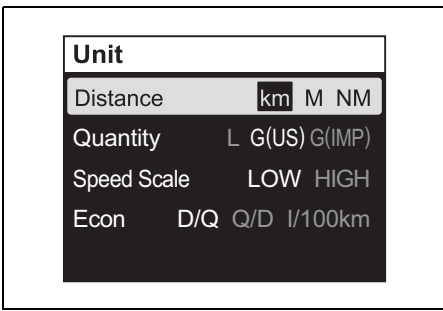 Unit
Distance km M NM
Quantity L G(US) G(IMP)
Speed Scale LOW HIGH
Econ D/Q Q/D l/100km